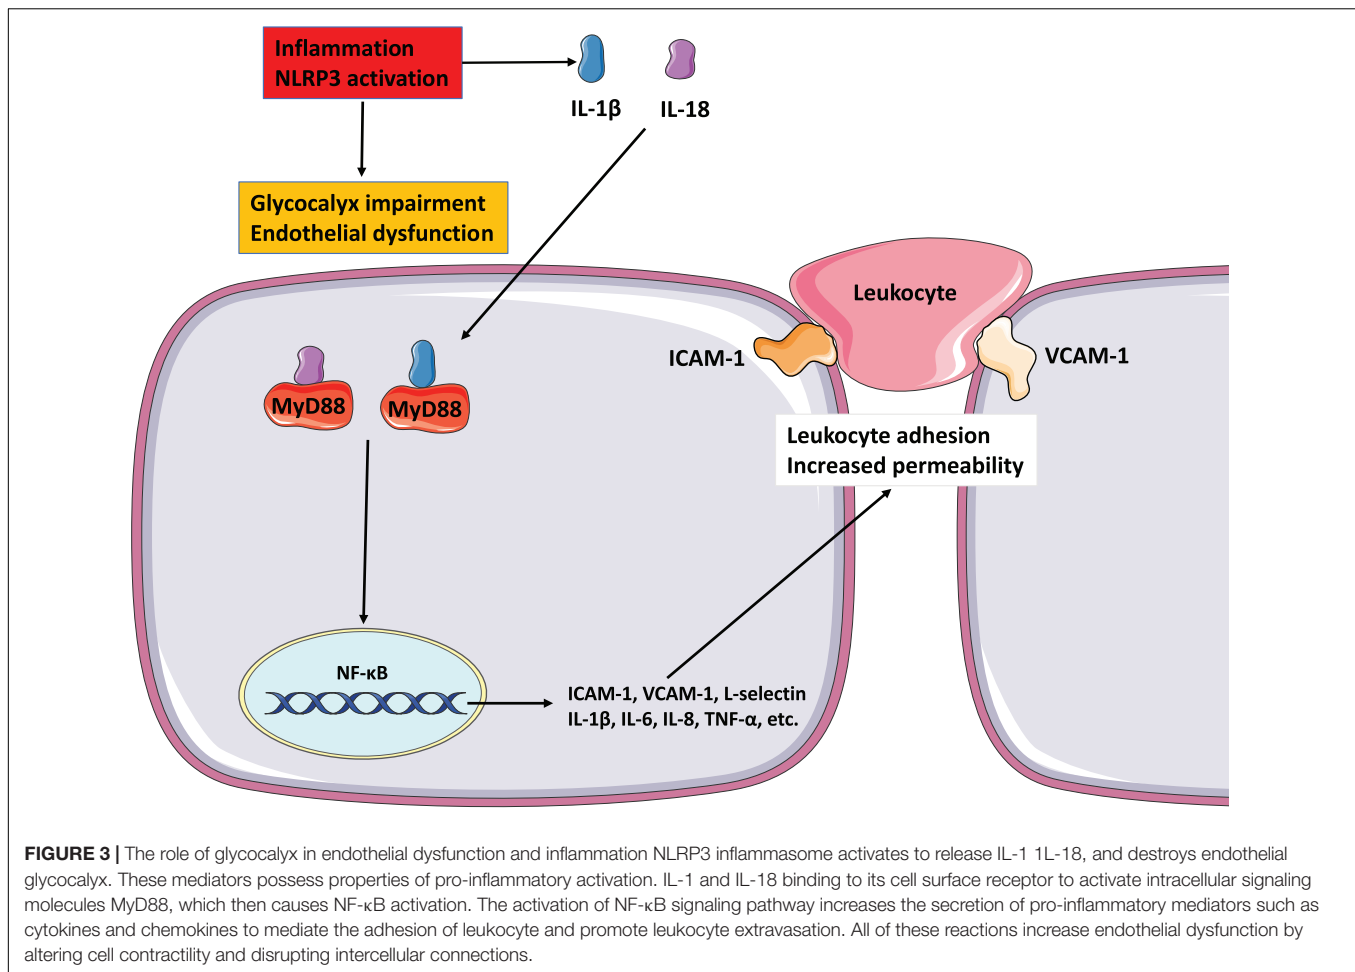 Inflammation
NLRP3 activation
IL-1β
IL-18
Glycocalyx impairment
Endothelial dysfunction
Leukocyte
ICAM-1
VCAM-1
MyD88
MyD88
Leukocyte adhesion
Increased permeability
NF-κB
ICAM-1, VCAM-1, L-selectin
IL-1β, IL-6, IL-8, TNF-α, etc.
FIGURE 3 | The role of glycocalyx in endothelial dysfunction and inflammation NLRP3 inflammasome activates to release IL-1 1L-18, and destroys endothelial
glycocalyx. These mediators possess properties of pro-inflammatory activation. IL-1 and IL-18 binding to its cell surface receptor to activate intracellular signaling
molecules MyD88, which then causes NF-κB activation. The activation of NF-κB signaling pathway increases the secretion of pro-inflammatory mediators such as
cytokines and chemokines to mediate the adhesion of leukocyte and promote leukocyte extravasation. All of these reactions increase endothelial dysfunction by
altering cell contractility and disrupting intercellular connections.